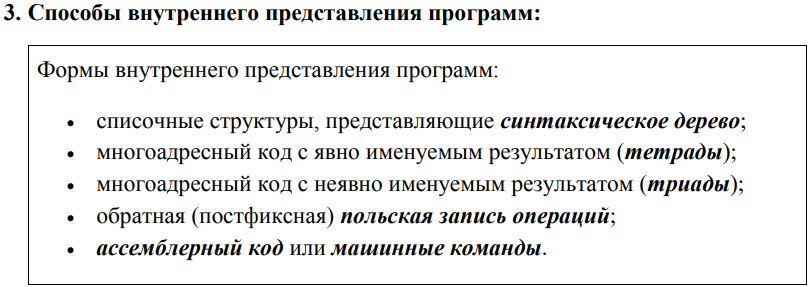 3. Способы внутреннего представления программ:
Формы внутреннего представления программ:
• списочные структуры, представляющие синтаксическое дерево;
• многоадресный код с явно именуемым результатом (тетрады);
• многоадресный код с неявно именуемым результатом (триады);
• обратная (постфиксная) польская запись операций;
• ассемблерный код или машинные команды.